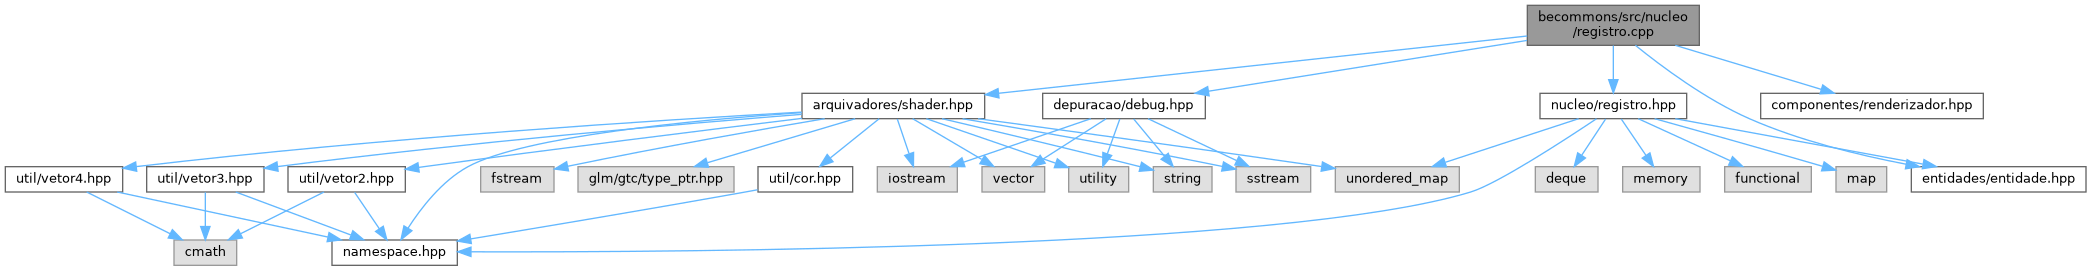 becommons/src/nucleo
/registro.cpp
arquivadores/shader.hpp
depuracao/debug.hpp
nucleo/registro.hpp
componentes/renderizador.hpp
util/vetor4.hpp
util/vetor3.hpp
util/vetor2.hpp
fstream
glm/gtc/type_ptr.hpp
util/cor.hpp
iostream
vector
utility
string
sstream
unordered_map
deque
memory
functional
map
entidades/entidade.hpp
cmath
namespace.hpp